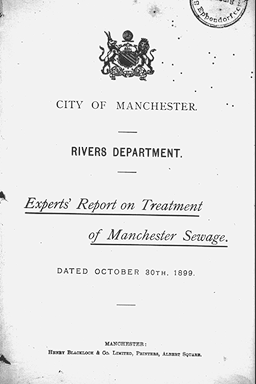 CITY OF MANCHESTER.
RIVERS DEPARTMENT.
Experts' Report on Treatment
of Manchester Sewage.
DATED OCTOBER 30TH, 1899.
MANCHESTER:
HENRY BLACKLOCK & CO. LIMITED, PRINTERS, ALBERT SQUARE.